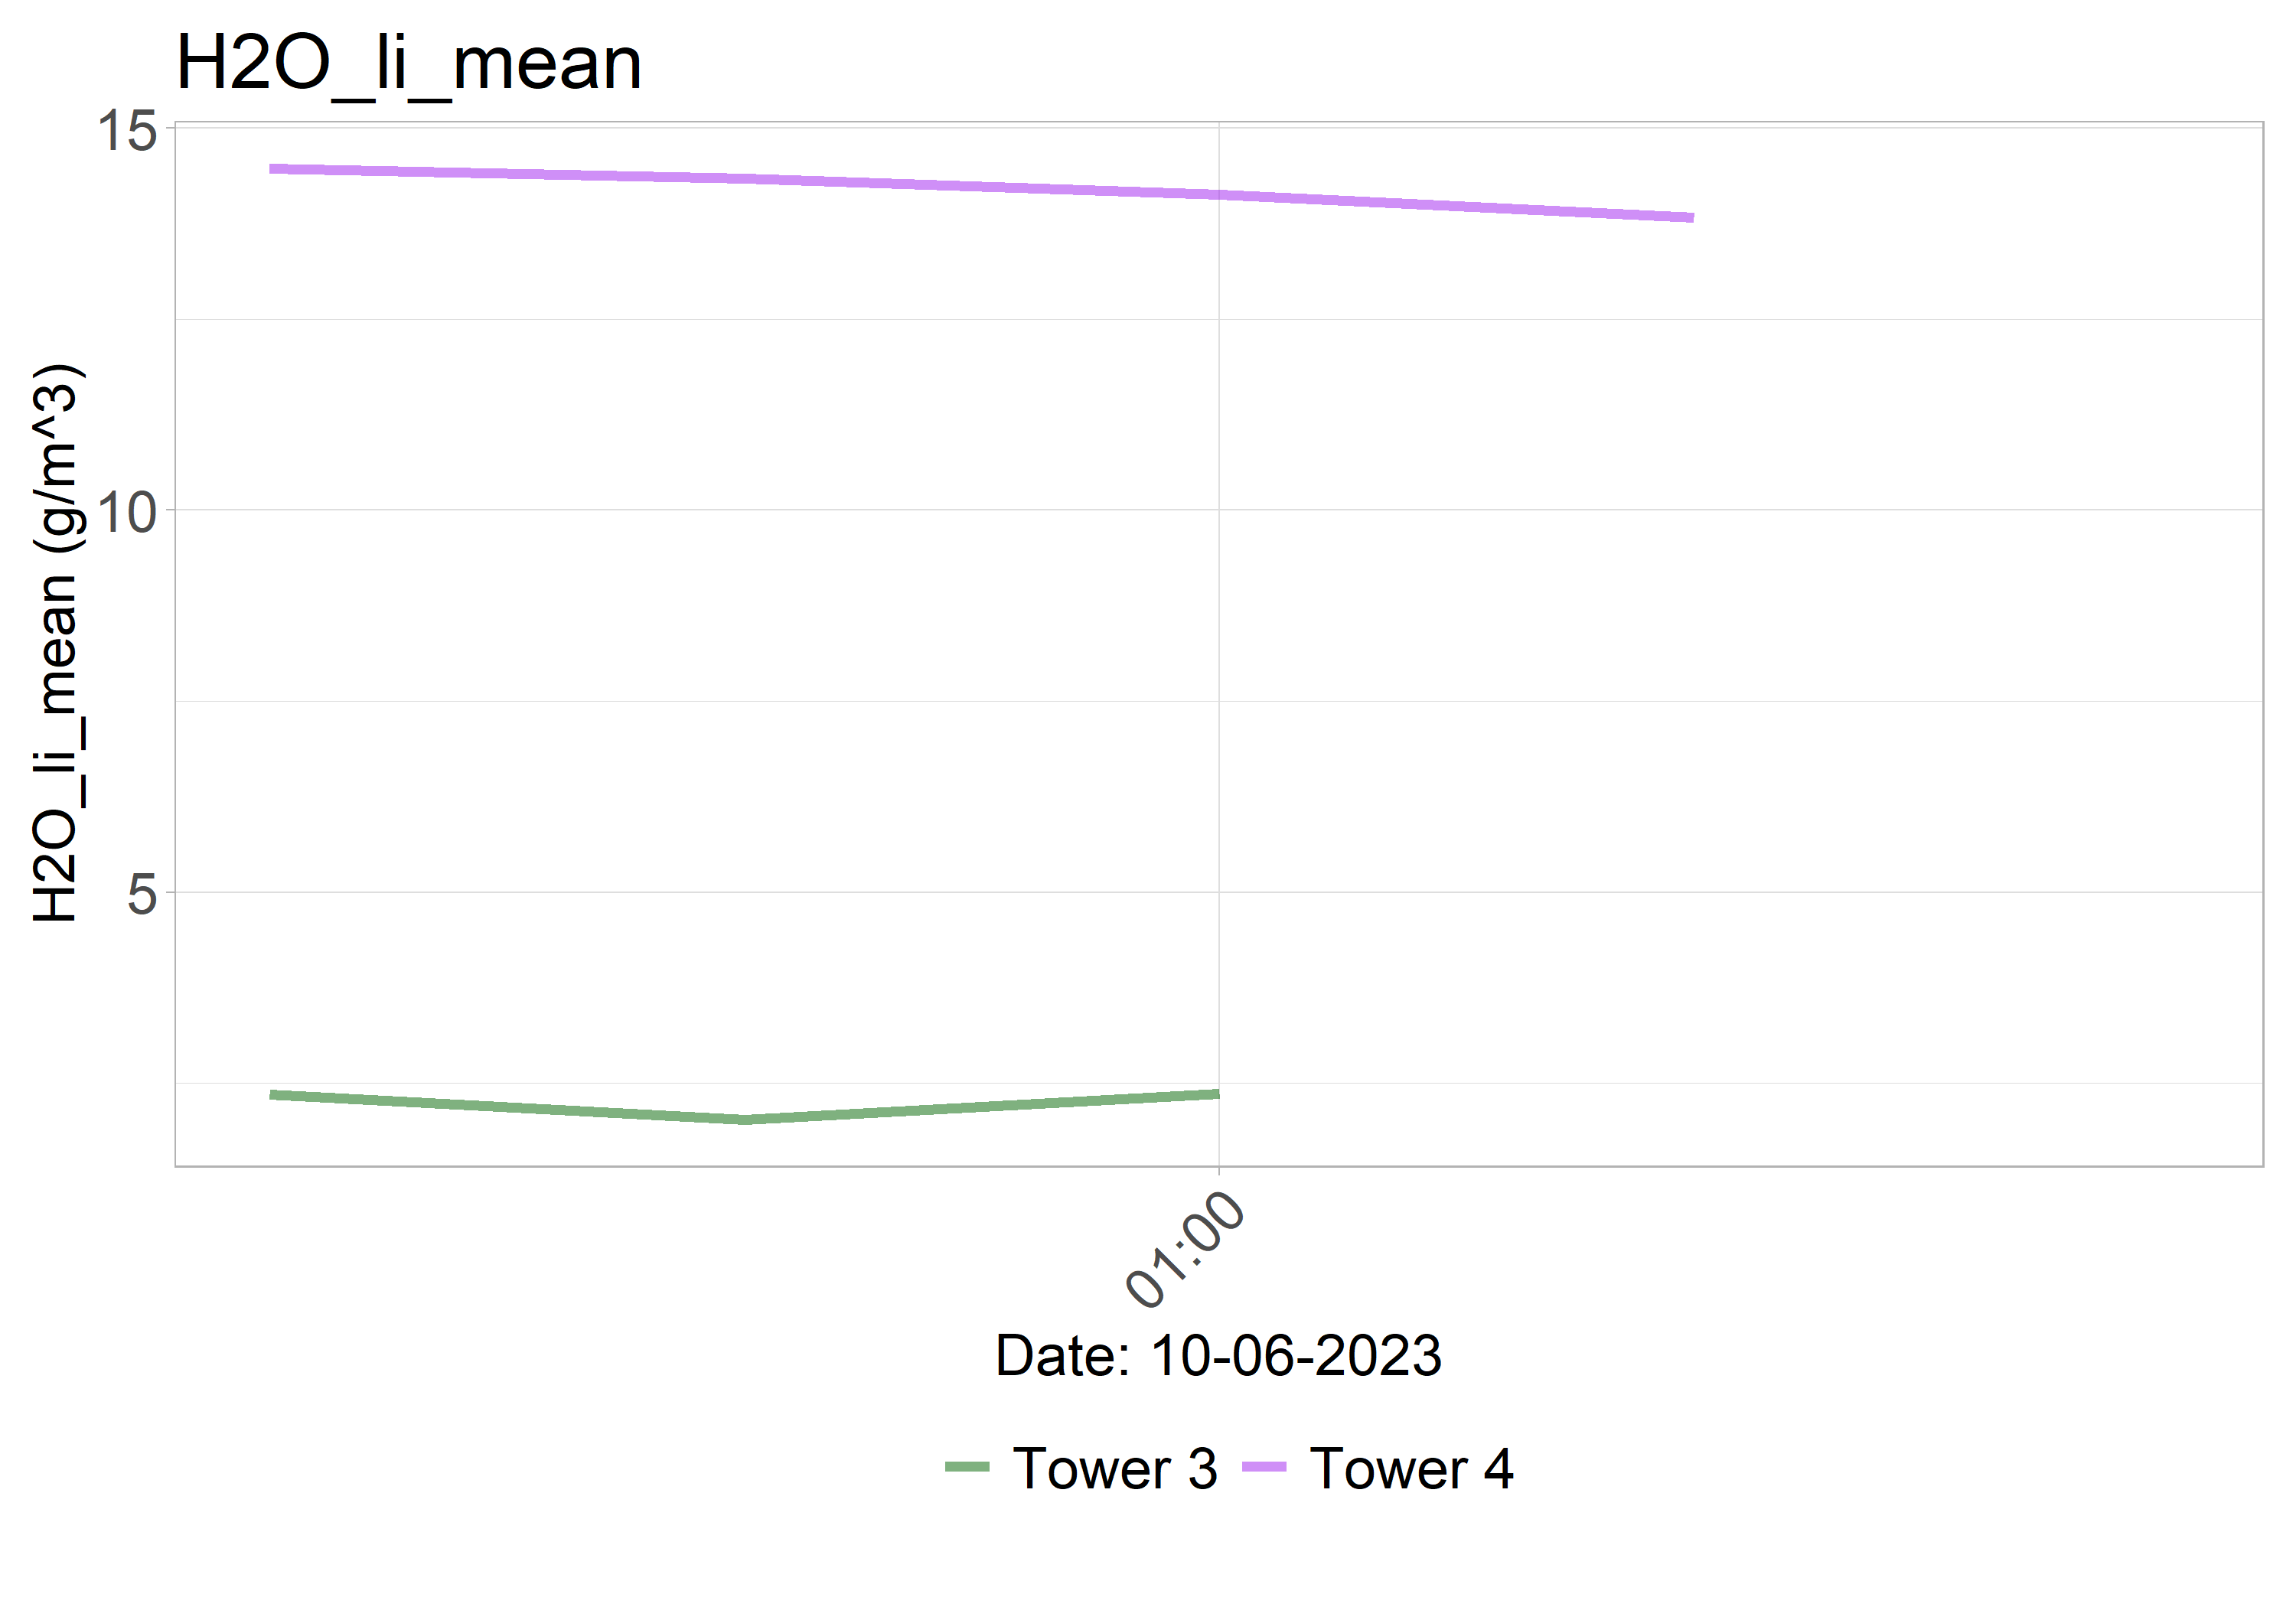 H2O_li_mean
H2O_li_mean (g/m^3)
15
10
5
01:00
Date: 10-06-2023
Tower 3 Tower 4